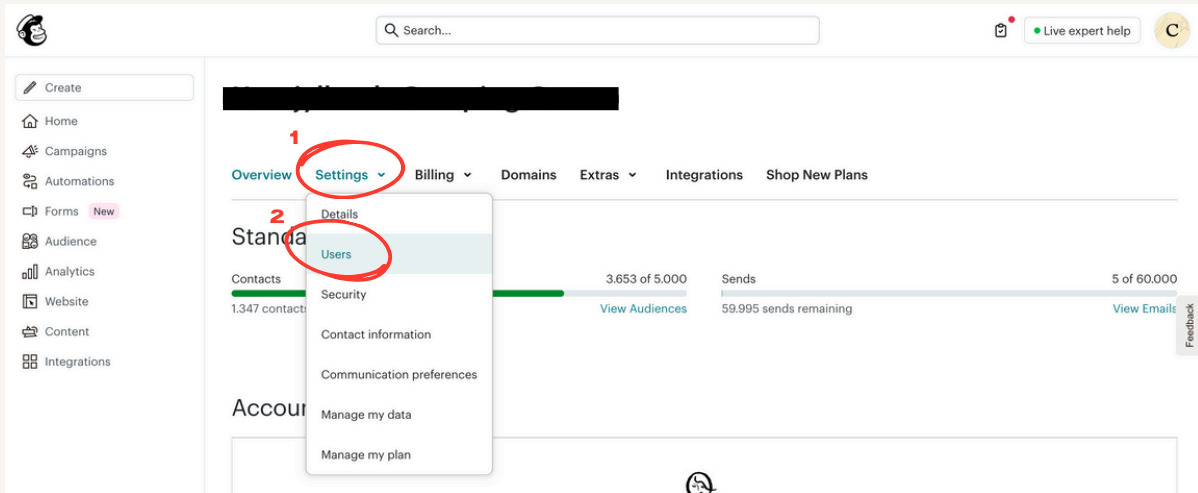 Search...
Live expert help
C
Create
Home
Campaigns
Automations
Forms New
Audience
Analytics
Website
Content
Integrations
1
Overview Settings Billing Domains Extras Integrations Shop New Plans
2
Details
Users
Security
Contact information
Communication preferences
Manage my data
Manage my plan
Standa
Contacts 3.653 of 5.000
1.347 contact View Audiences
Sends 5 of 60.000
59.995 sends remaining View Emails
Accou
Feedback